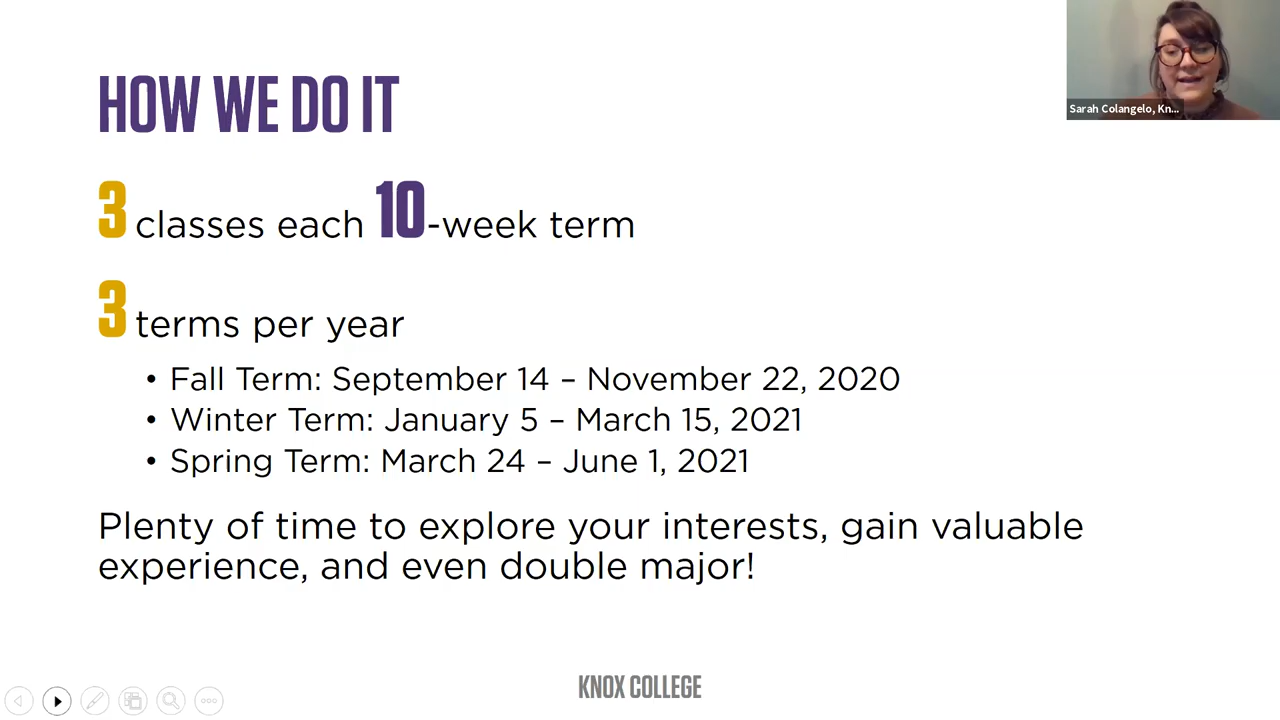 Sarah Colangelo, Kn...
HOW WE DO IT
3 classes each 10-week term
3 terms per year
• Fall Term: September 14 – November 22, 2020
• Winter Term: January 5 – March 15, 2021
• Spring Term: March 24 – June 1, 2021
Plenty of time to explore your interests, gain valuable
experience, and even double major!
KNOX COLLEGE